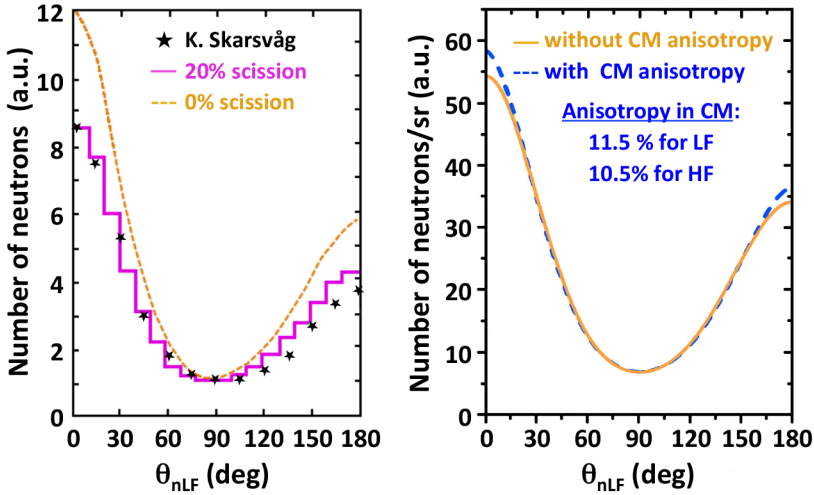 12
10
8
6
4
2
0
Number of neutrons (a.u.)
K. Skarsvåg
20% scission
0% scission
0 30 60 90 120 150 180
θnLF (deg)
60
50
40
30
20
10
0
Number of neutrons/sr (a.u.)
without CM anisotropy
with CM anisotropy
Anisotropy in CM:
11.5 % for LF
10.5% for HF
0 30 60 90 120 150 180
θnLF (deg)